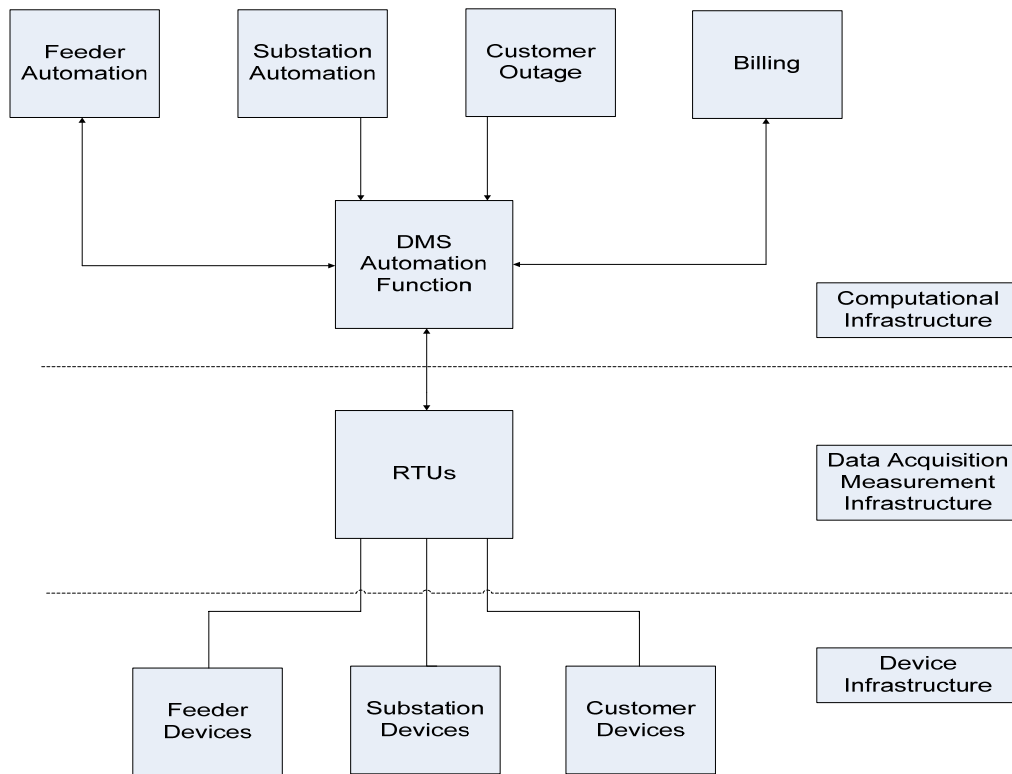 Feeder
Automation
Substation
Automation
Customer
Outage
Billing
DMS
Automation
Function
Computational
Infrastructure
RTUs
Data Acquisition
Measurement
Infrastructure
Feeder
Devices
Substation
Devices
Customer
Devices
Device
Infrastructure